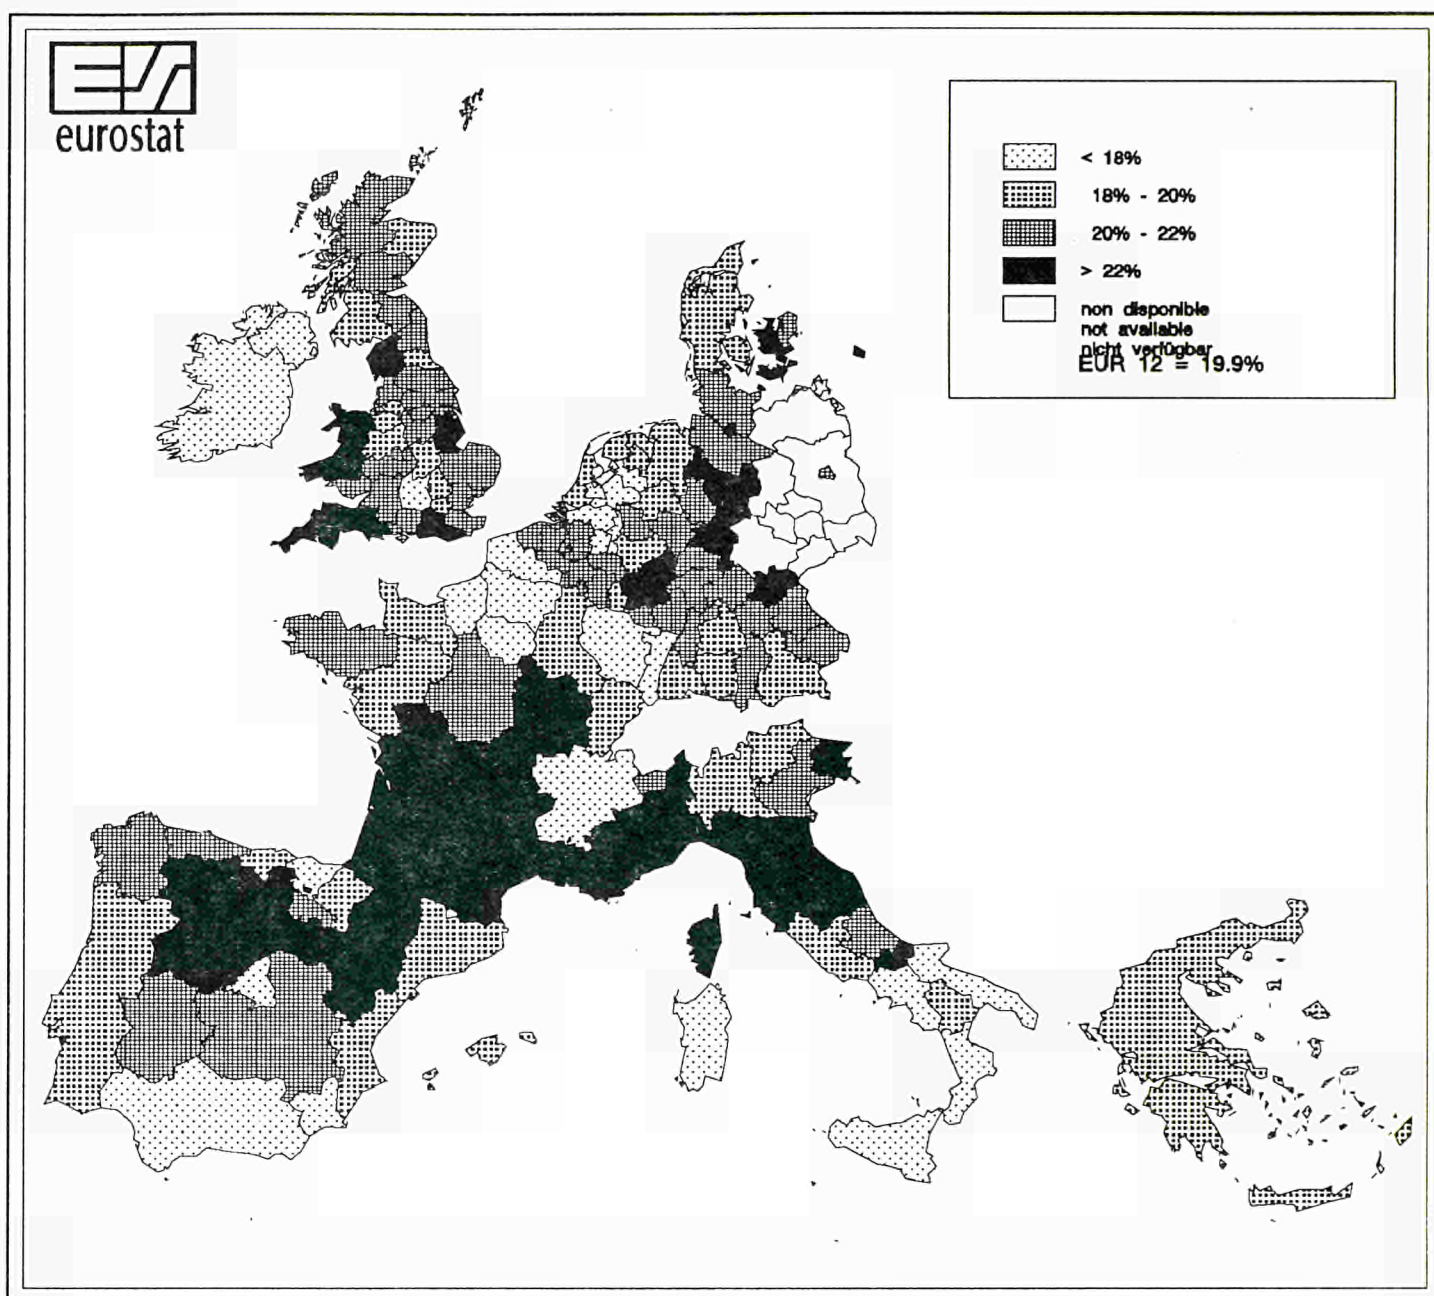 eurostat
< 18%
18% - 20%
20% - 22%
> 22%
non disponible
not available
nicht verfügbar
EUR 12 = 19.9%